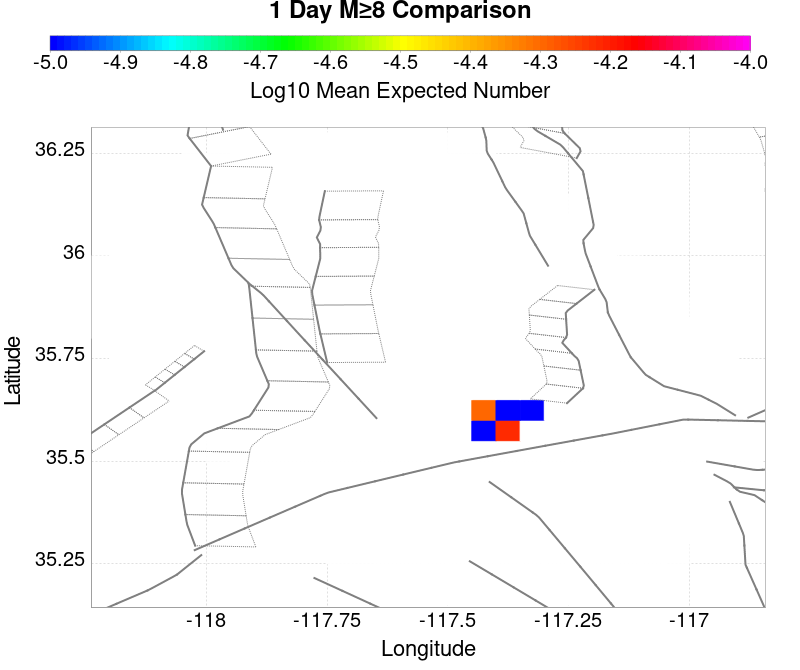 1 Day M≥8 Comparison
-5.0 -4.9 -4.8 -4.7 -4.6 -4.5 -4.4 -4.3 -4.2 -4.1 -4.0
Log10 Mean Expected Number
36.25
36
35.75
35.5
35.25
Latitude
-118 -117.75 -117.5 -117.25 -117
Longitude